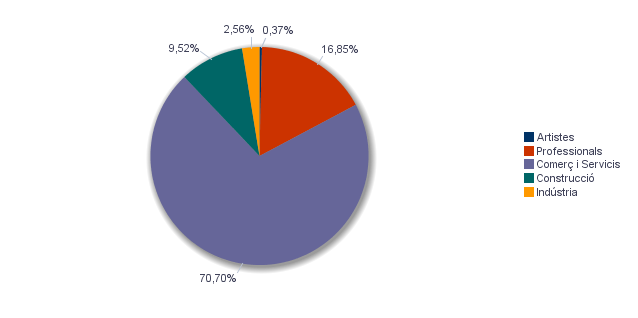 2,56%
0,37%
9,52%
16,85%
70,70%
Artistes
Professionals
Comerç i Servicis
Construcció
Indústria